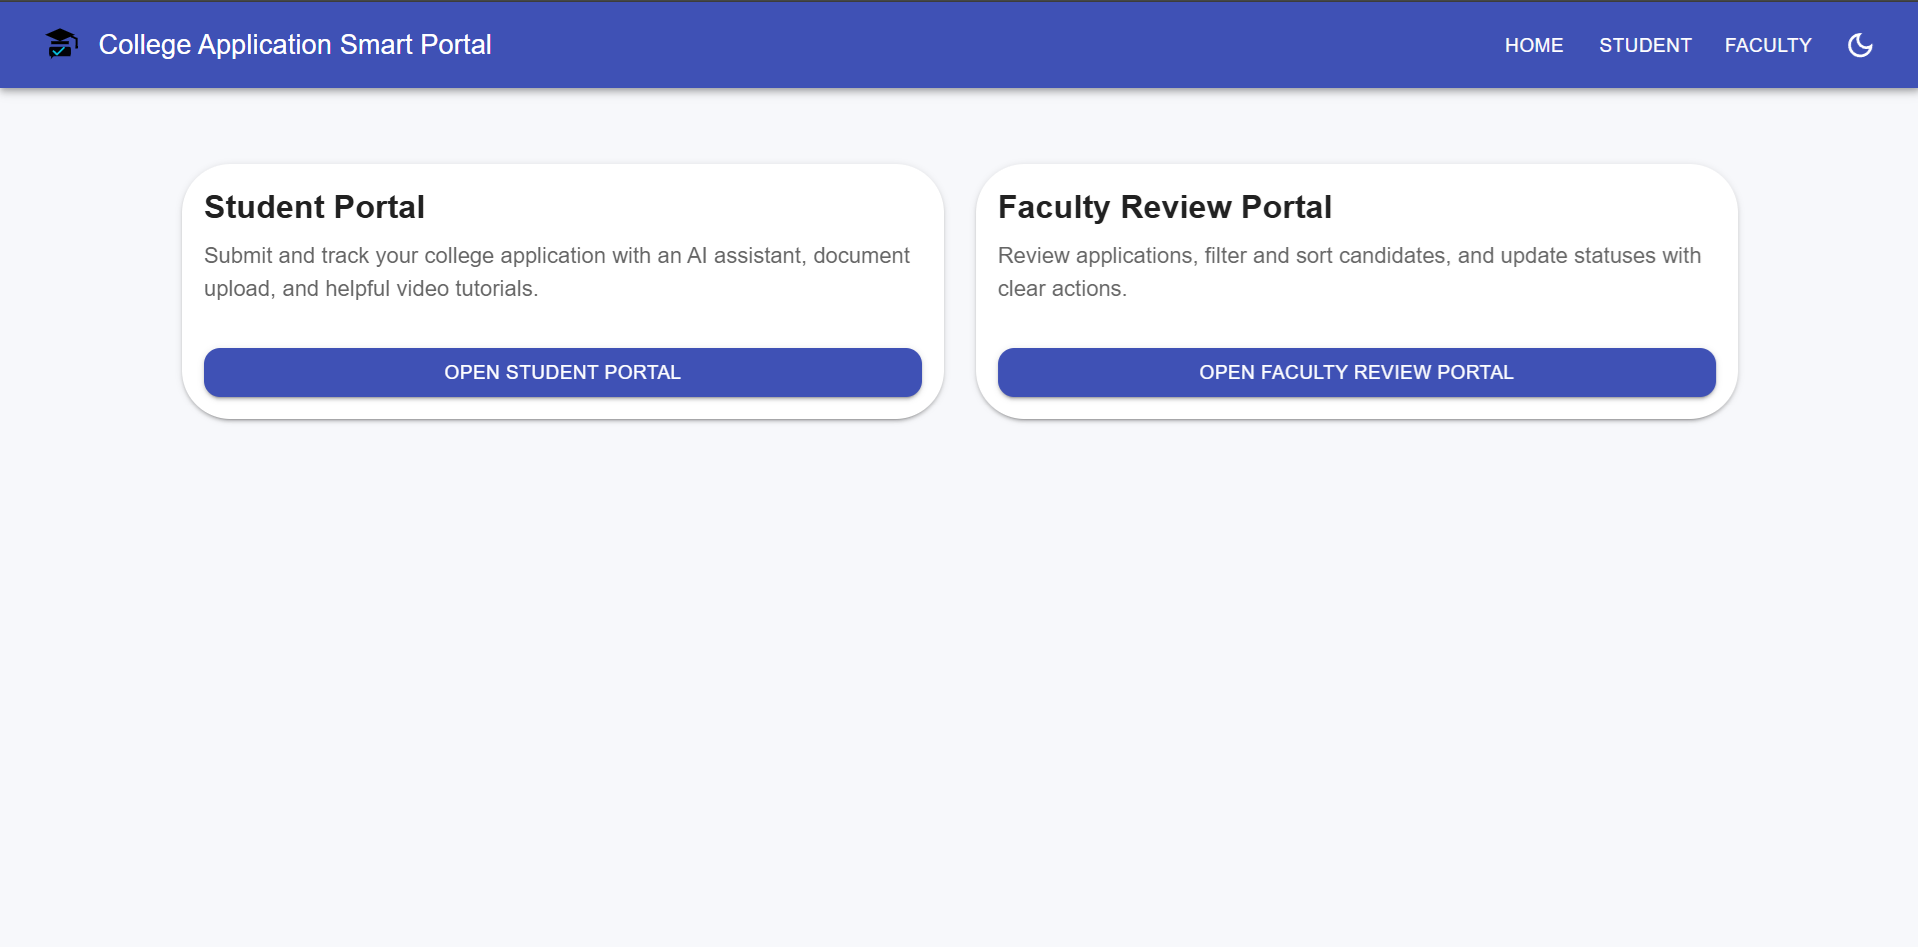 College Application Smart Portal
HOME STUDENT FACULTY
Student Portal
Submit and track your college application with an AI assistant, document
upload, and helpful video tutorials.
OPEN STUDENT PORTAL
Faculty Review Portal
Review applications, filter and sort candidates, and update statuses with
clear actions.
OPEN FACULTY REVIEW PORTAL